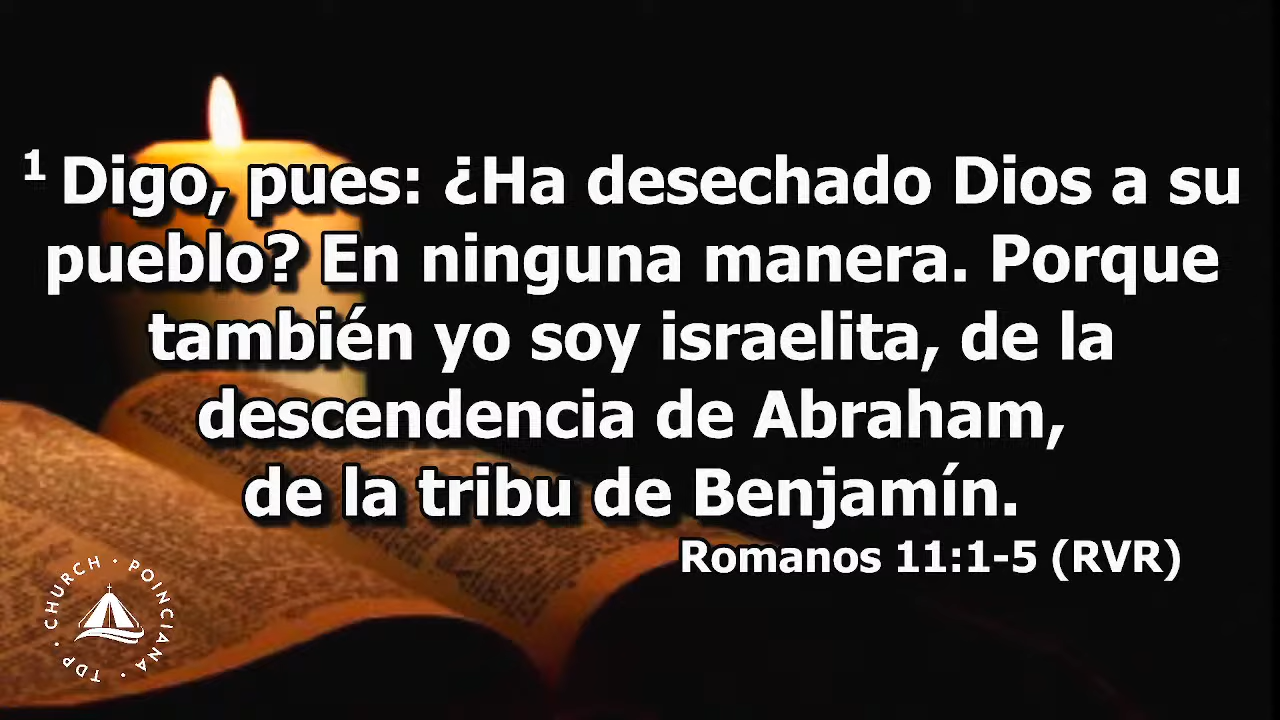 1 Digo, pues: ¿Ha desechado Dios a su
pueblo? En ninguna manera. Porque
también yo soy israelita, de la
descendencia de Abraham,
de la tribu de Benjamín.
Romanos 11:1-5 (RVR)
TDP · CHURCH · POINCIANA ·